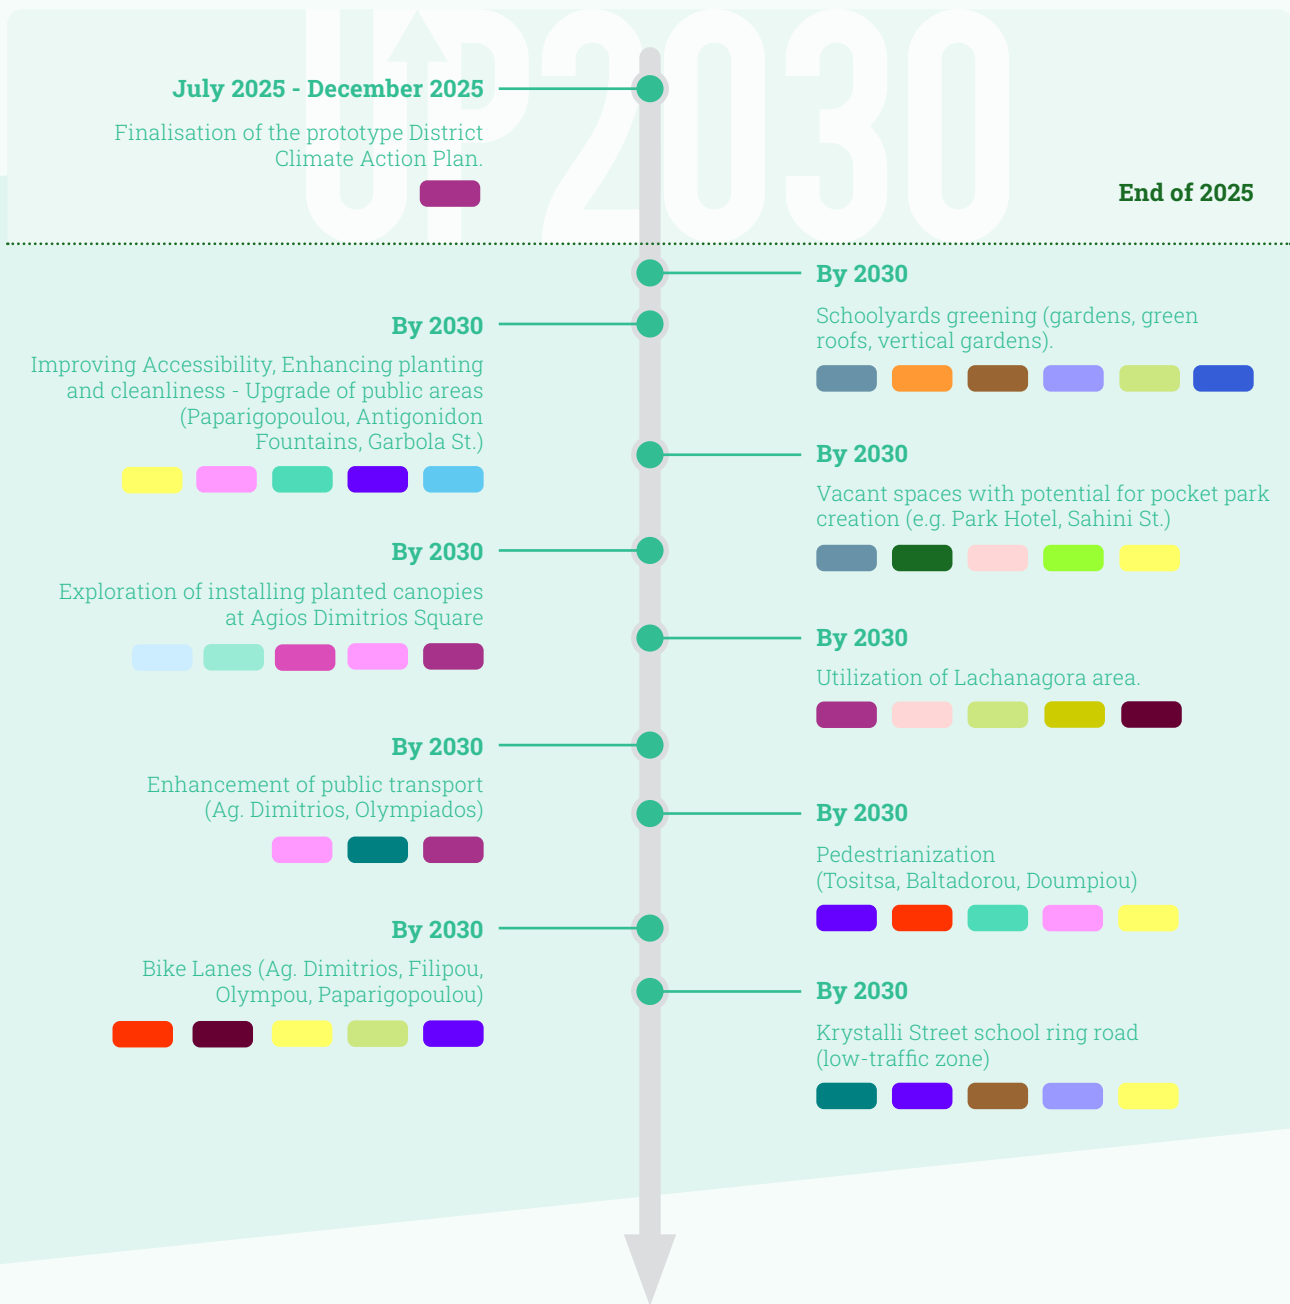 UP2030
July 2025 - December 2025
Finalisation of the prototype District
Climate Action Plan.
End of 2025
By 2030
Schoolyards greening (gardens, green
roofs, vertical gardens).
By 2030
Improving Accessibility, Enhancing planting
and cleanliness - Upgrade of public areas
(Paparigopoulou, Antigonidon
Fountains, Garbola St.)
By 2030
Vacant spaces with potential for pocket park
creation (e.g. Park Hotel, Sahini St.)
By 2030
Exploration of installing planted canopies
at Agios Dimitrios Square
By 2030
Utilization of Lachanagora area.
By 2030
Enhancement of public transport
(Ag. Dimitrios, Olympiados)
By 2030
Pedestrianization
(Tositsa, Baltadorou, Doumpiou)
By 2030
Bike Lanes (Ag. Dimitrios, Filipou,
Olympou, Paparigopoulou)
By 2030
Krystalli Street school ring road
(low-traffic zone)